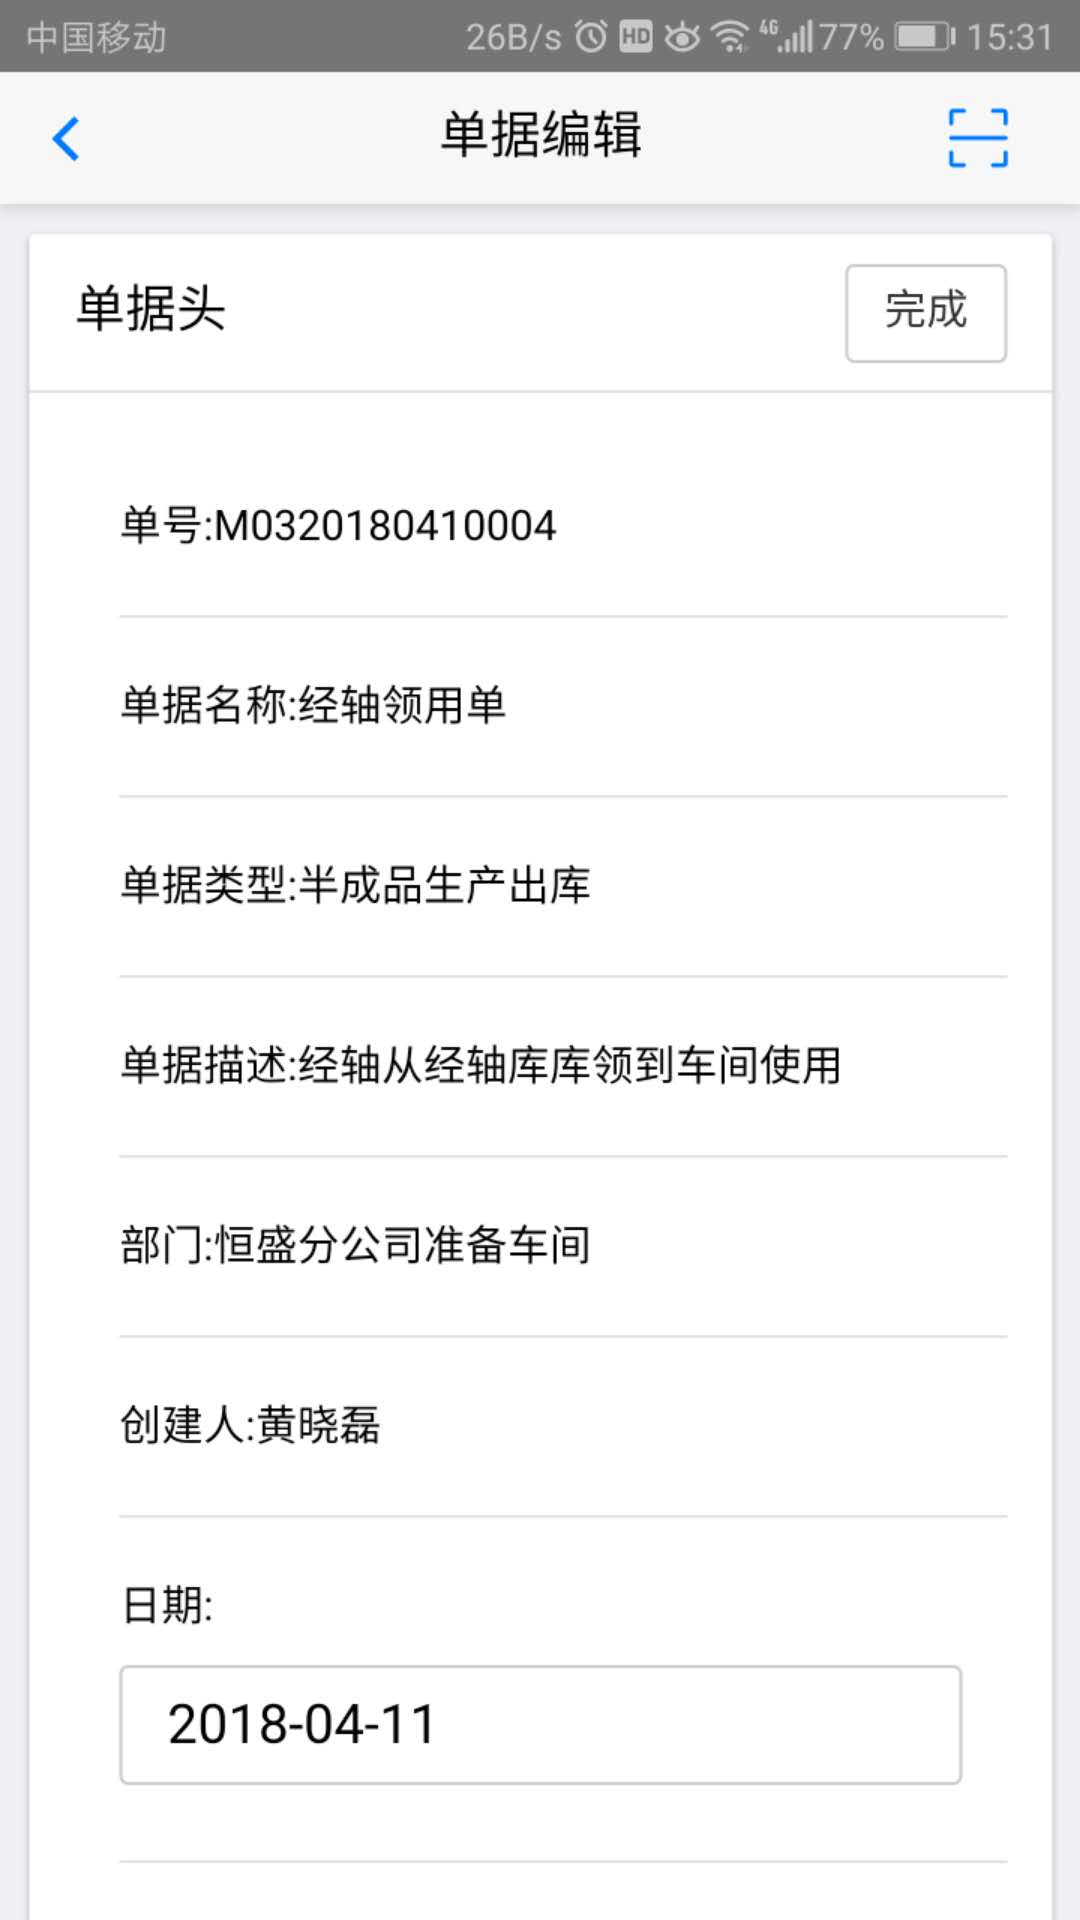 中国移动 26B/s HD 4G 77% 15:31
单据编辑
单据头 完成
单号:M0320180410004
单据名称:经轴领用单
单据类型:半成品生产出库
单据描述:经轴从经轴库库领到车间使用
部门:恒盛分公司准备车间
创建人:黄晓磊
日期:
2018-04-11